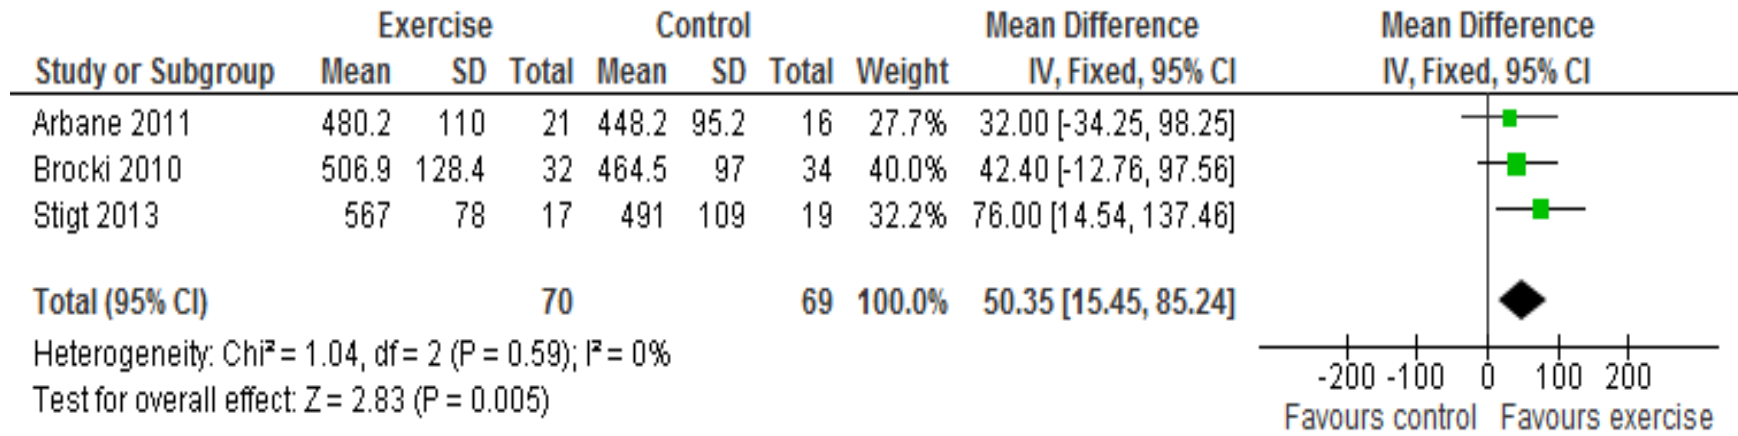 Exercise Control Mean Difference Mean Difference
Study or Subgroup Mean SD Total Mean SD Total Weight IV, Fixed, 95% CI IV, Fixed, 95% CI
Arbane 2011 480.2 110 21 448.2 95.2 16 27.7% 32.00 [-34.25, 98.25]
Brocki 2010 506.9 128.4 32 464.5 97 34 40.0% 42.40 [-12.76, 97.56]
Stigt 2013 567 78 17 491 109 19 32.2% 76.00 [14.54, 137.46]
Total (95% CI) 70 69 100.0% 50.35 [15.45, 85.24]
Heterogeneity: Chi² = 1.04, df = 2 (P = 0.59); I² = 0%
Test for overall effect: Z = 2.83 (P = 0.005)
-200 -100 0 100 200
Favours control Favours exercise